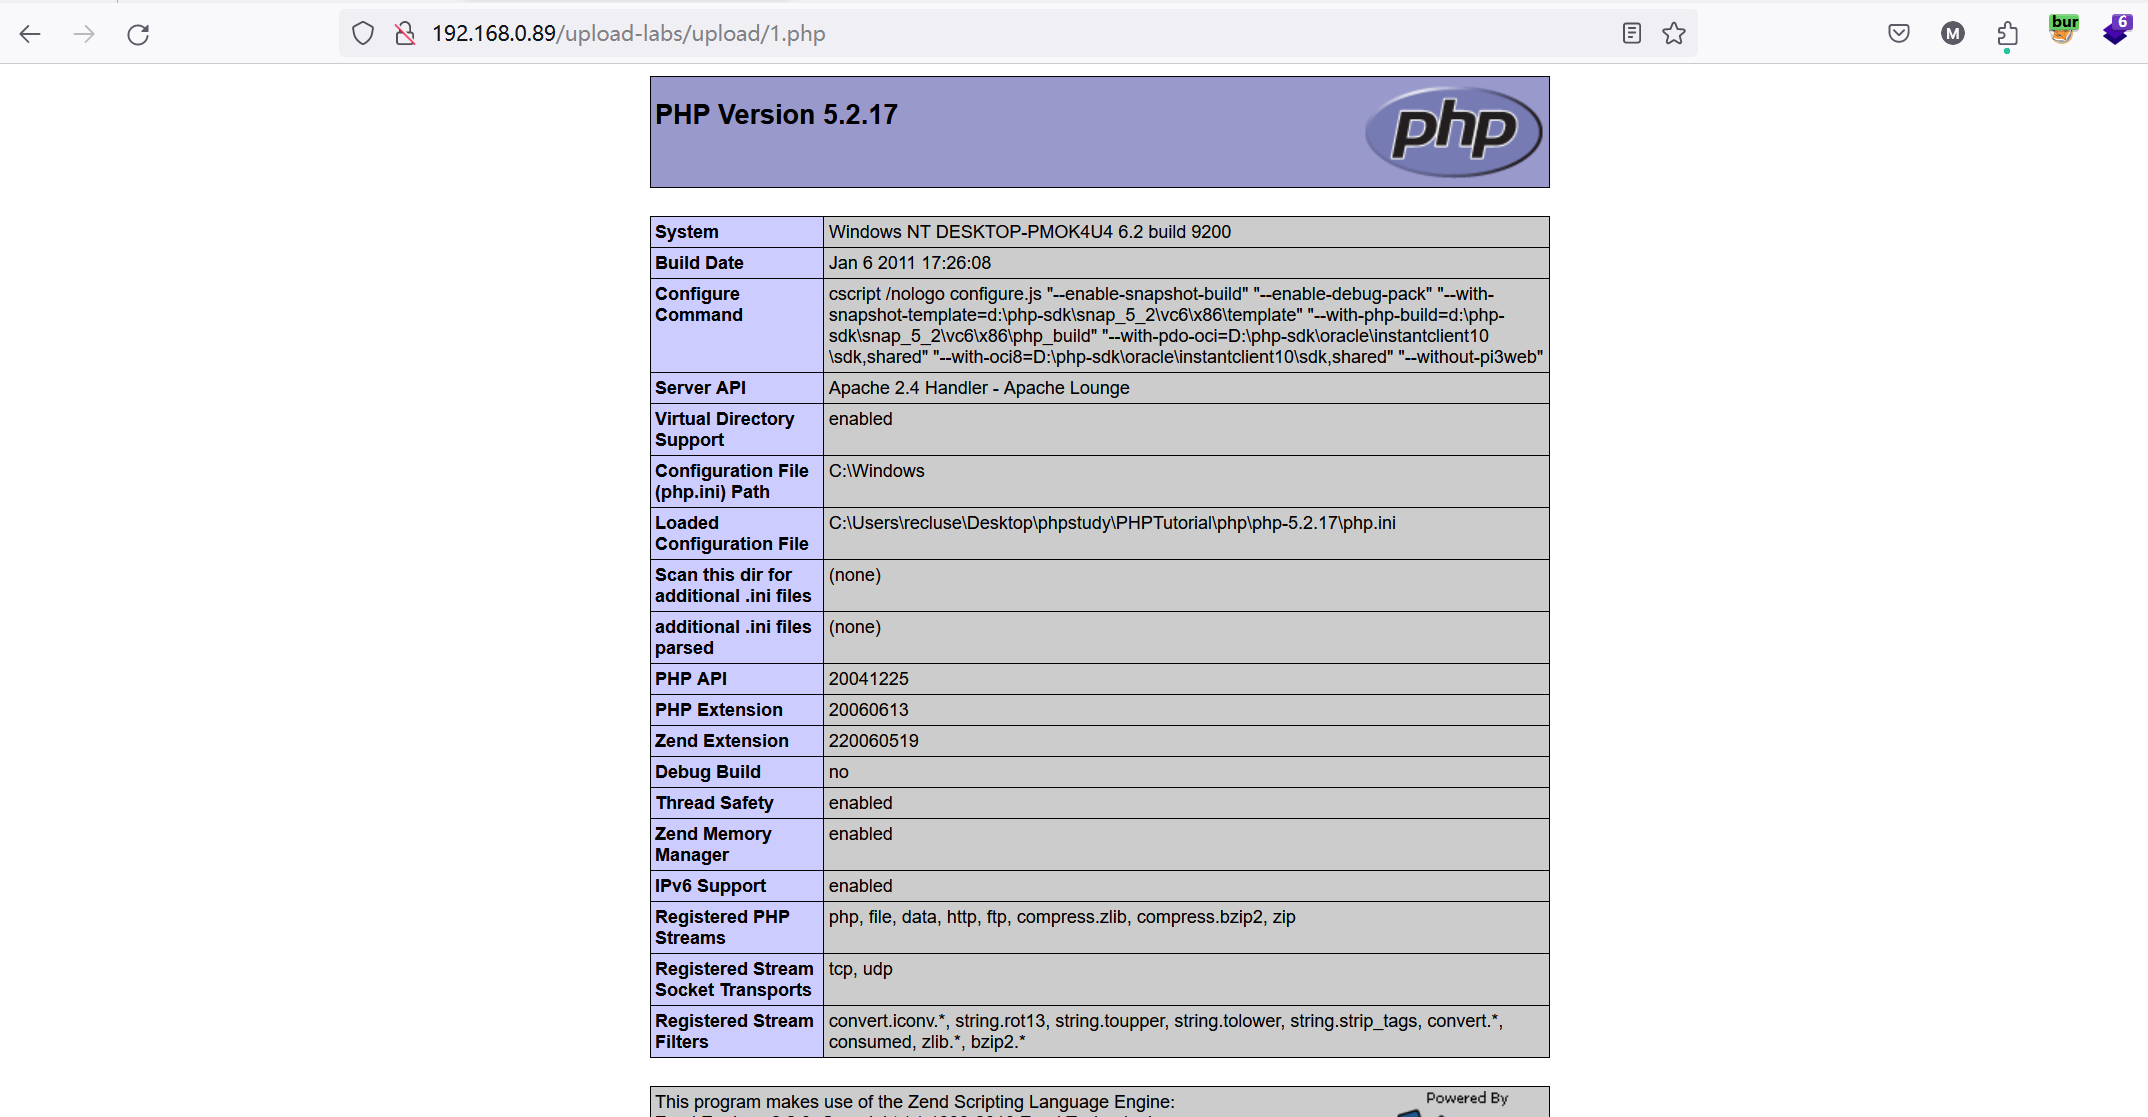 192.168.0.89/upload-labs/upload/1.php
M
bur
6
PHP Version 5.2.17
php
System
Windows NT DESKTOP-PMOK4U4 6.2 build 9200
Build Date
Jan 6 2011 17:26:08
Configure
Command
cscript /nologo configure.js "--enable-snapshot-build" "--enable-debug-pack" "--with-
snapshot-template=d:\php-sdk\snap_5_2\vc6\x86\template" "--with-php-build=d:\php-
sdk\snap_5_2\vc6\x86\php_build" "--with-pdo-oci=D:\php-sdk\oracle\instantclient10
\sdk,shared" "--with-oci8=D:\php-sdk\oracle\instantclient10\sdk,shared" "--without-pi3web"
Server API
Apache 2.4 Handler - Apache Lounge
Virtual Directory
Support
enabled
Configuration File
(php.ini) Path
C:\Windows
Loaded
Configuration File
C:\Users\recluse\Desktop\phpstudy\PHPTutorial\php\php-5.2.17\php.ini
Scan this dir for
additional .ini files
(none)
additional .ini files
parsed
(none)
PHP API
20041225
PHP Extension
20060613
Zend Extension
220060519
Debug Build
no
Thread Safety
enabled
Zend Memory
Manager
enabled
IPv6 Support
enabled
Registered PHP
Streams
php, file, data, http, ftp, compress.zlib, compress.bzip2, zip
Registered Stream
Socket Transports
tcp, udp
Registered Stream
Filters
convert.iconv.*, string.rot13, string.toupper, string.tolower, string.strip_tags, convert.*,
consumed, zlib.*, bzip2.*
This program makes use of the Zend Scripting Language Engine:
Powered By